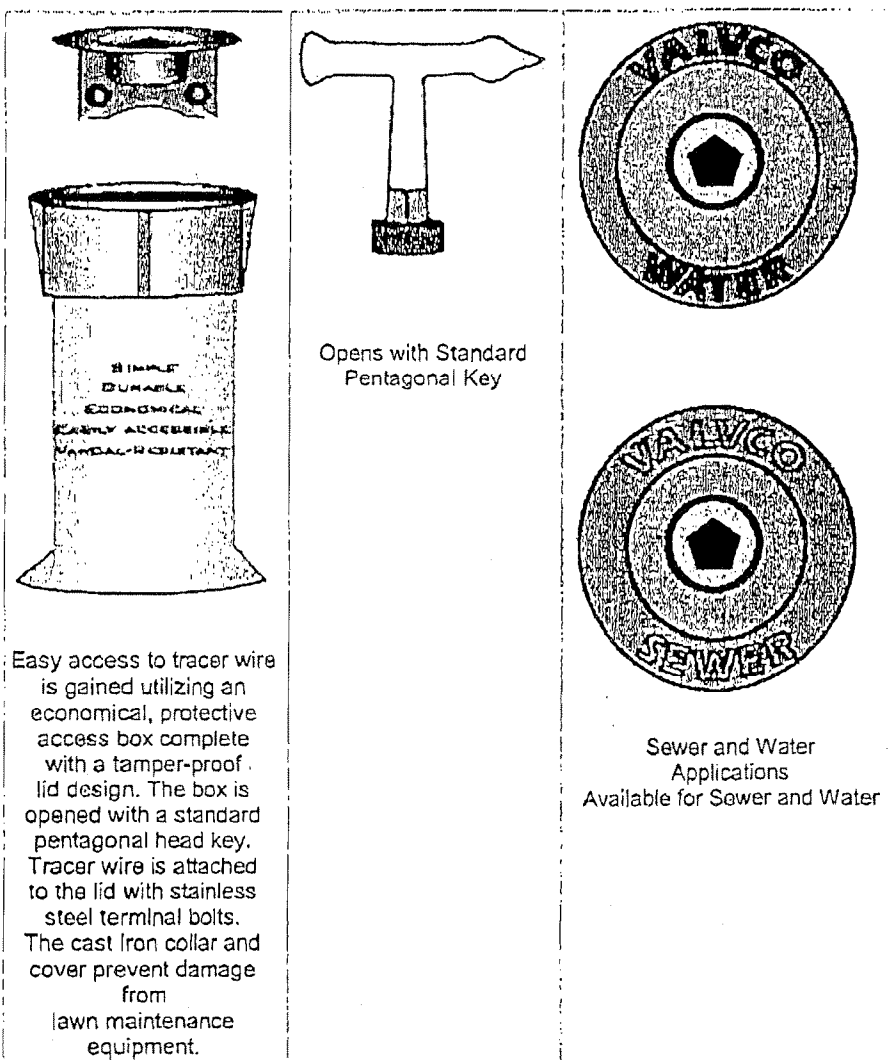 SIMPLE
DURABLE
ECONOMICAL
EASILY ACCESSIBLE
VANDAL-RESISTANT
Easy access to tracer wire
is gained utilizing an
economical, protective
access box complete
with a tamper-proof
lid design. The box is
opened with a standard
pentagonal head key.
Tracer wire is attached
to the lid with stainless
steel terminal bolts.
The cast iron collar and
cover prevent damage
from
lawn maintenance
equipment.
Opens with Standard
Pentagonal Key
VALVCO
WATER
VALVCO
SEWER
Sewer and Water
Applications
Available for Sewer and Water